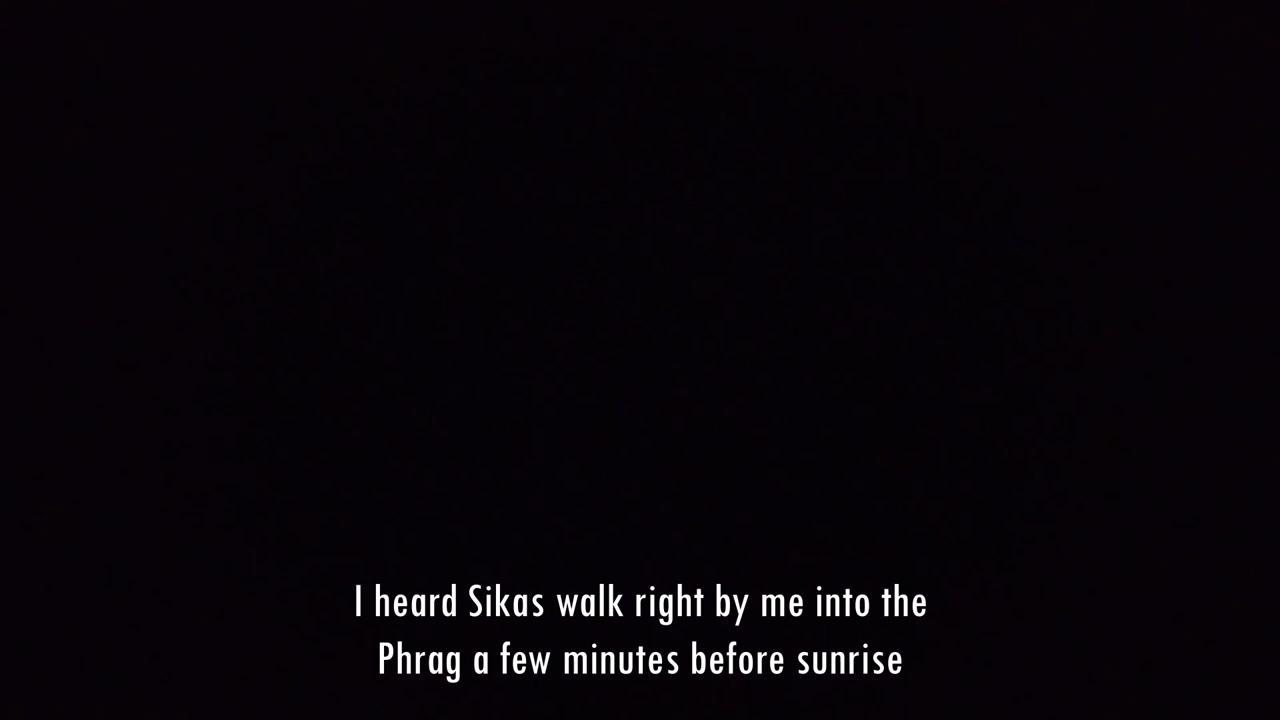 I heard Sikas walk right by me into the
Phrag a few minutes before sunrise